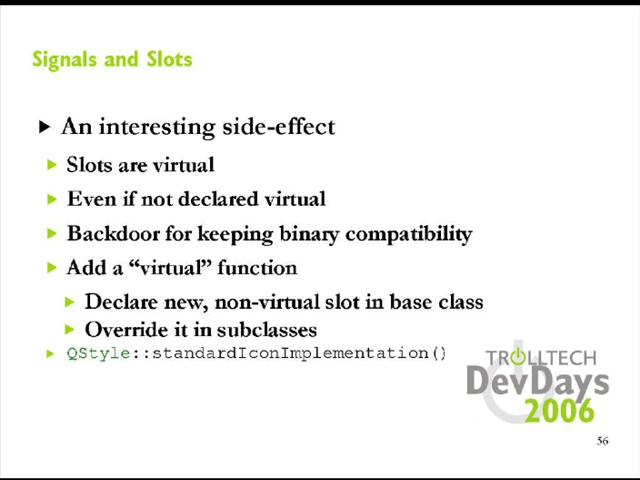 Signals and Slots
An interesting side-effect
Slots are virtual
Even if not declared virtual
Backdoor for keeping binary compatibility
Add a “virtual” function
Declare new, non-virtual slot in base class
Override it in subclasses
QStyle::standardIconImplementation()
TROLLTECH
DevDays
2006
56